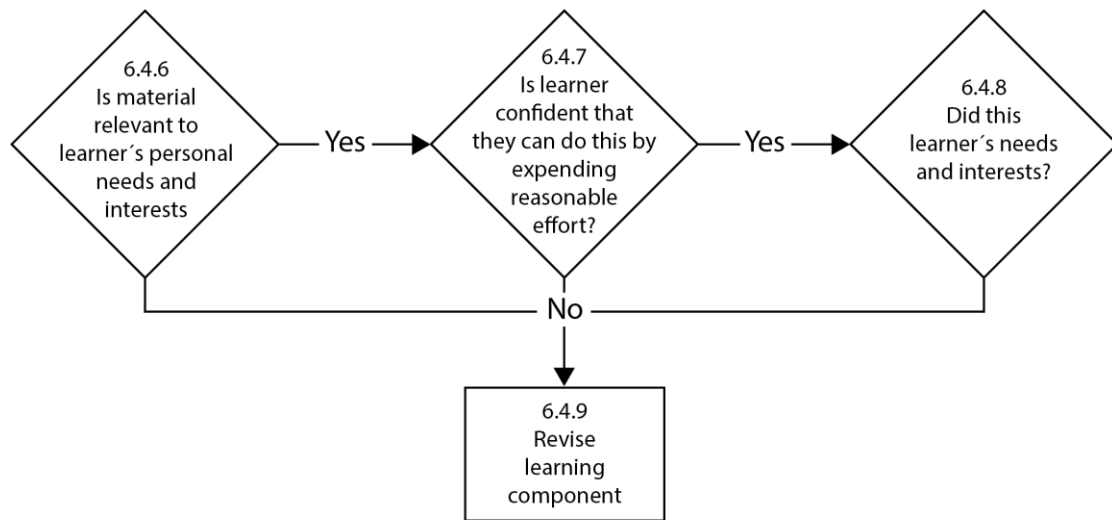 6.4.6
Is material
relevant to
learner´s personal
needs and
interests
Yes
6.4.7
Is learner
confident that
they can do this by
expending
reasonable
effort?
Yes
6.4.8
Did this
learner´s needs
and interests?
No
6.4.9
Revise
learning
component